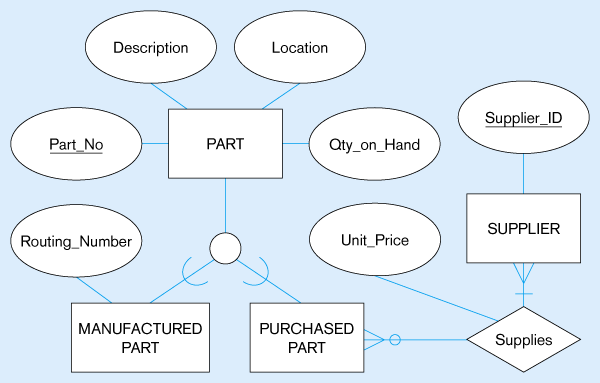 Description
Location
Part_No
PART
Qty_on_Hand
Supplier_ID
Routing_Number
Unit_Price
SUPPLIER
MANUFACTURED
PART
PURCHASED
PART
Supplies